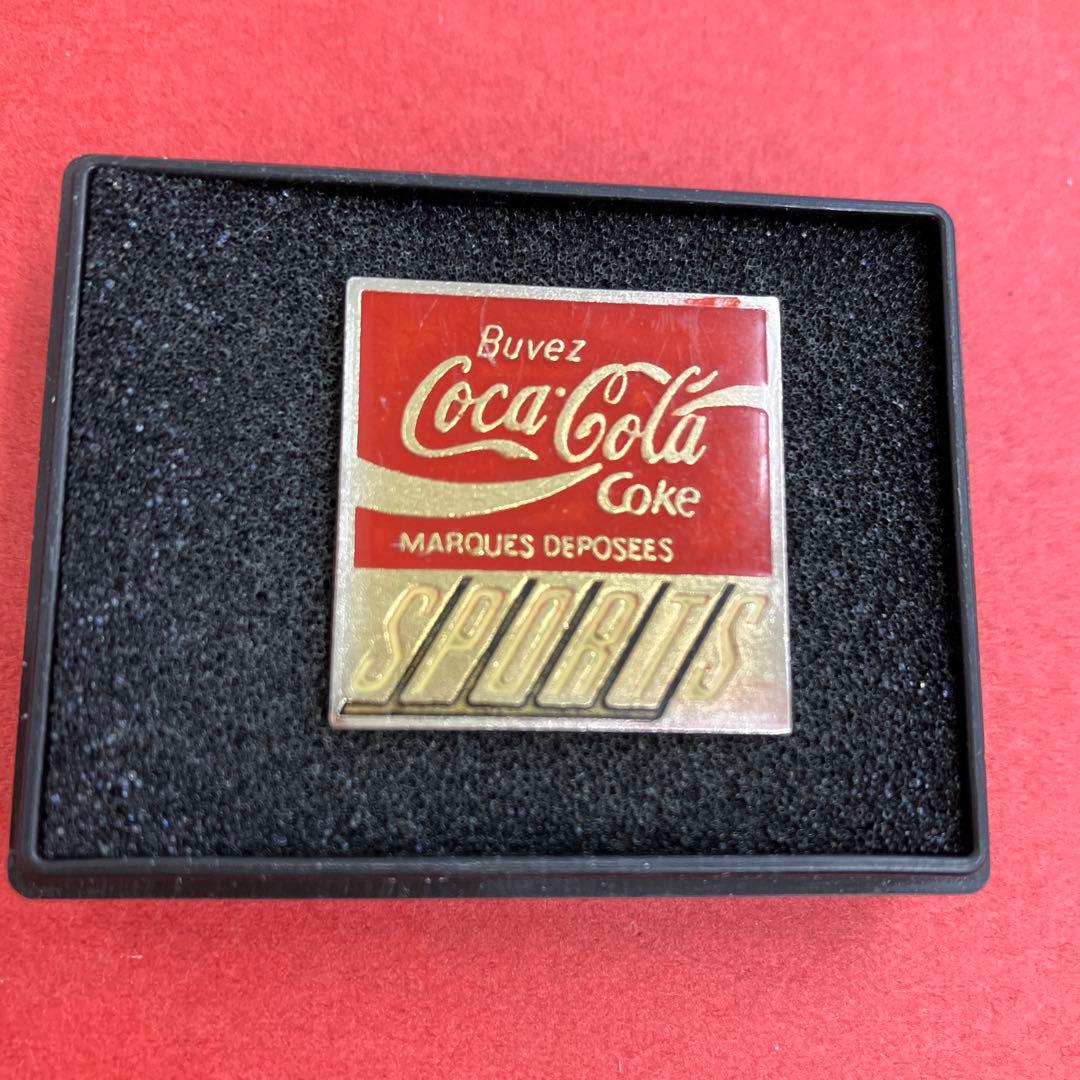 Buvez
Coca-Cola
Coke
MARQUES DEPOSEES
SPORTS